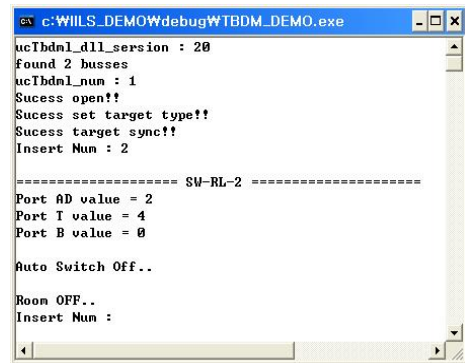 c:₩IILS_DEMO₩debug₩TBDM_DEMO.exe
ucTbdml_dll_sersion : 20
found 2 busses
ucTbdml_num : 1
Sucess open!!
Sucess set target type!!
Sucess target sync!!
Insert Num : 2
==================== SW-RL-2 =====================
Port AD value = 2
Port T value = 4
Port B value = 0
Auto Switch Off..
Room OFF..
Insert Num :